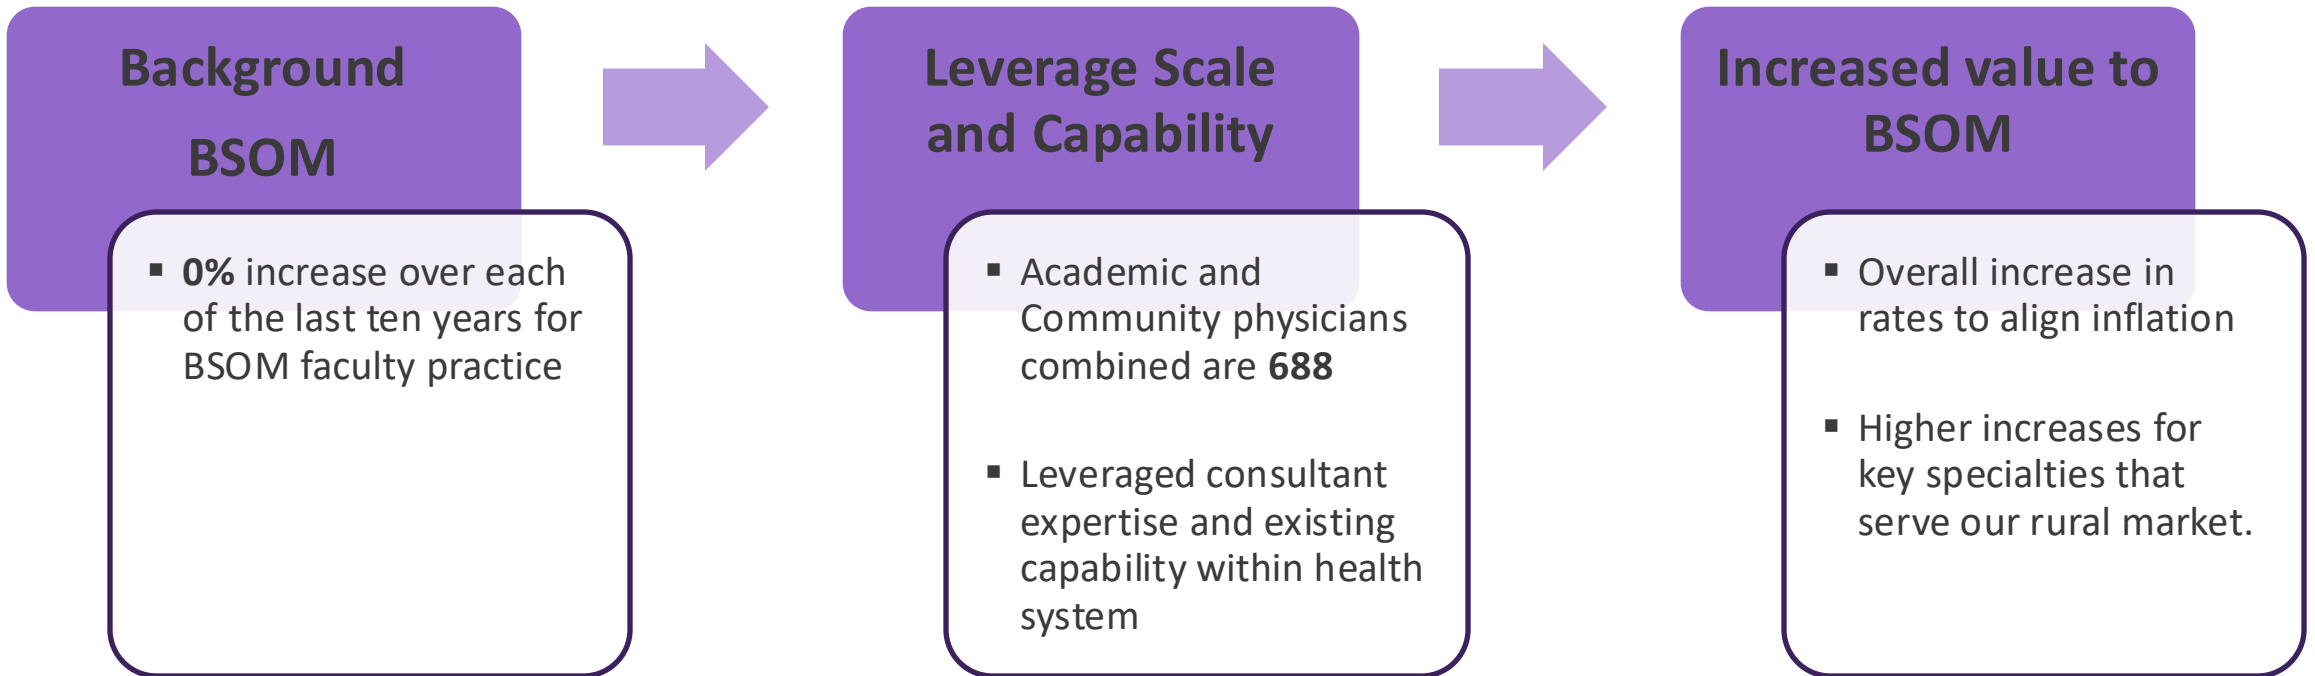 Background
BSOM
▪ 0% increase over each
of the last ten years for
BSOM faculty practice
Leverage Scale
and Capability
▪ Academic and
Community physicians
combined are 688
▪ Leveraged consultant
expertise and existing
capability within health
system
Increased value to
BSOM
▪ Overall increase in
rates to align inflation
▪ Higher increases for
key specialties that
serve our rural market.